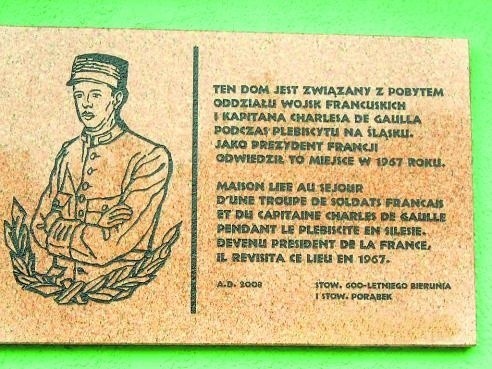 TEN DOM JEST ZWIĄZANY Z POBYTEM
ODDZIAŁU WOJSK FRANCUSKICH
I KAPITANA CHARLESA DE GAULLA
PODCZAS PLEBISCYTU NA ŚLĄSKU.
JAKO PREZYDENT FRANCJI
ODWIEDZIŁ TO MIEJSCE W 1967 ROKU.
MAISON LIEE AU SEJOUR
D'UNE TROUPE DE SOLDATS FRANCAIS
ET DU CAPITAINE CHARLES DE GAULLE
PENDANT LE PLEBISCITE EN SILESIE.
DEVENU PRESIDENT DE LA FRANCE,
IL REVISITA CE LIEU EN 1967.
A.D. 2008 STOW. 600-LETNIEGO BIERUNIA
I STOW. PORĄBEK